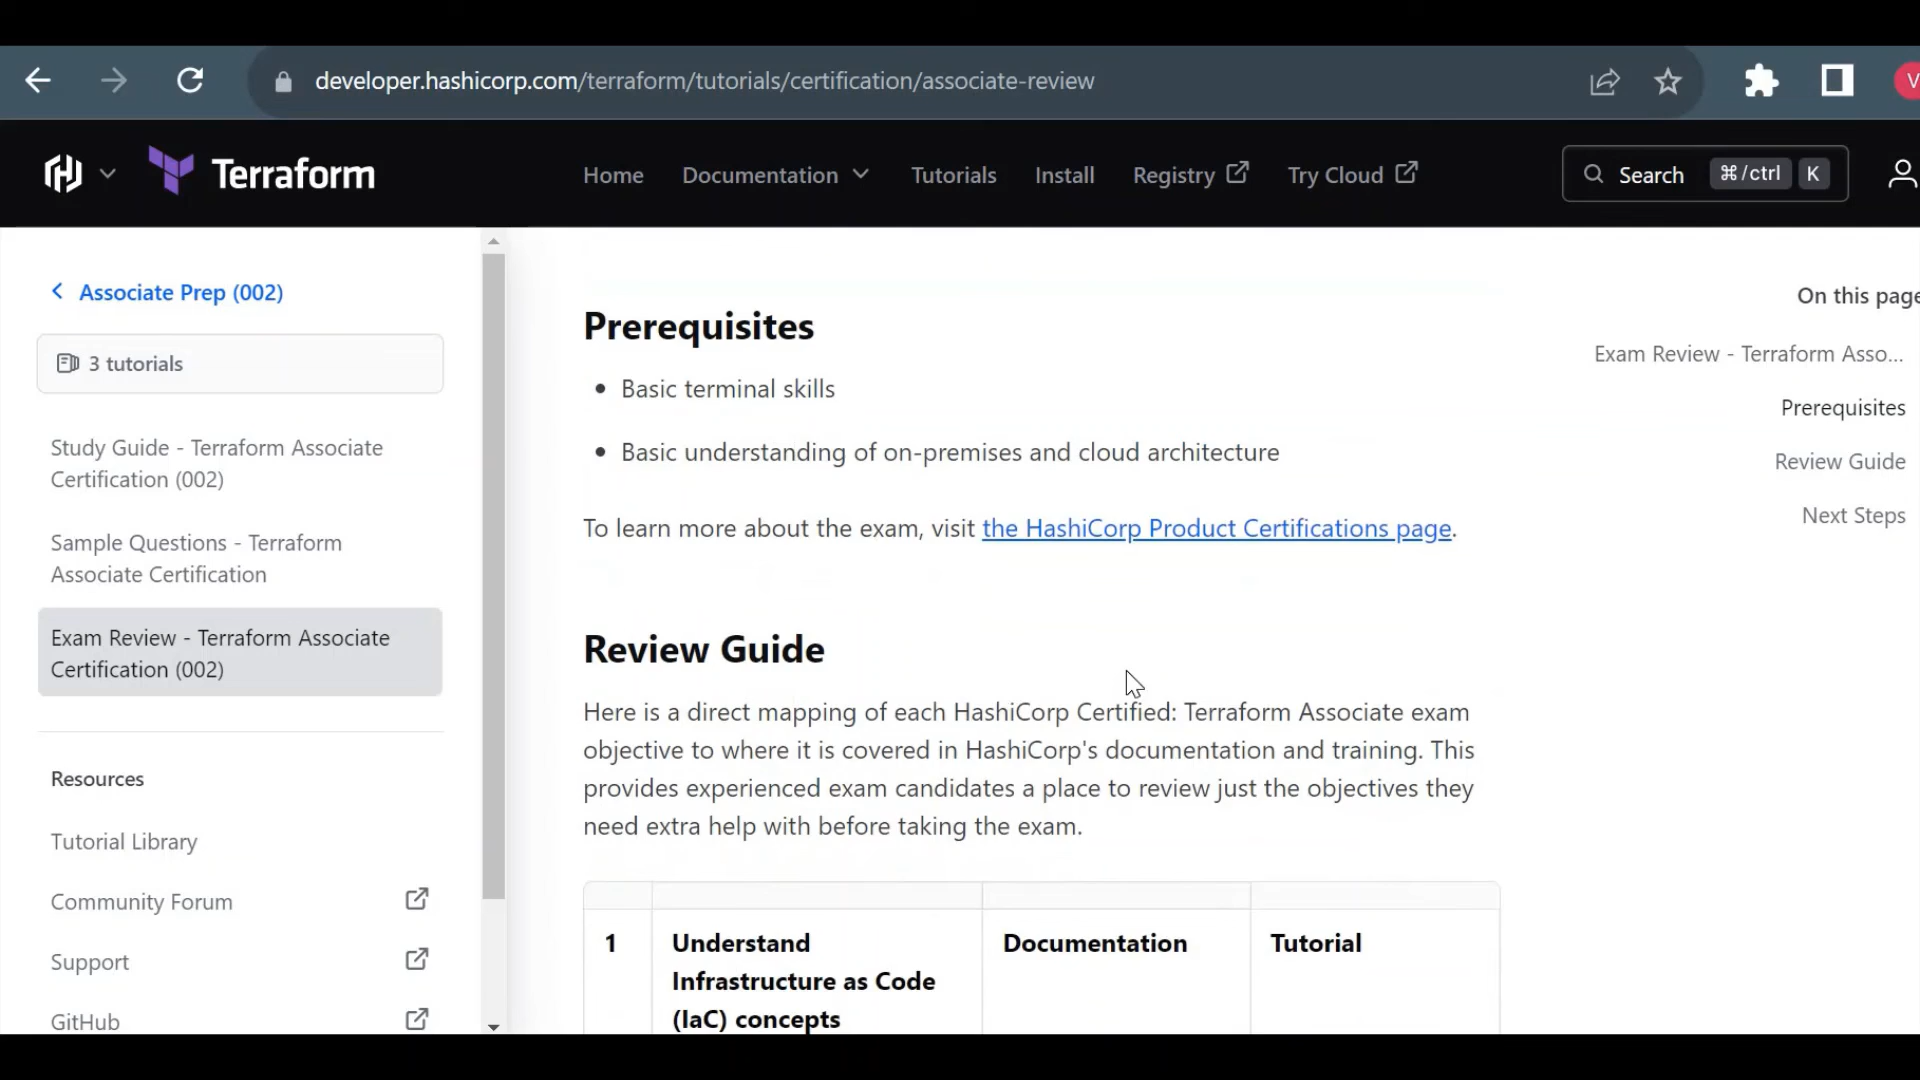 developer.hashicorp.com/terraform/tutorials/certification/associate-review
V
Terraform
Home
Documentation
Tutorials
Install
Registry
Try Cloud
Search
⌘/ctrl
K
Associate Prep (002)
3 tutorials
Study Guide - Terraform Associate
Certification (002)
Sample Questions - Terraform
Associate Certification
Exam Review - Terraform Associate
Certification (002)
Resources
Tutorial Library
Community Forum
Support
GitHub
Prerequisites
• Basic terminal skills
• Basic understanding of on-premises and cloud architecture
To learn more about the exam, visit the HashiCorp Product Certifications page.
Review Guide
Here is a direct mapping of each HashiCorp Certified: Terraform Associate exam
objective to where it is covered in HashiCorp's documentation and training. This
provides experienced exam candidates a place to review just the objectives they
need extra help with before taking the exam.
1
Understand
Infrastructure as Code
(IaC) concepts
Documentation
Tutorial
On this page
Exam Review - Terraform Asso...
Prerequisites
Review Guide
Next Steps